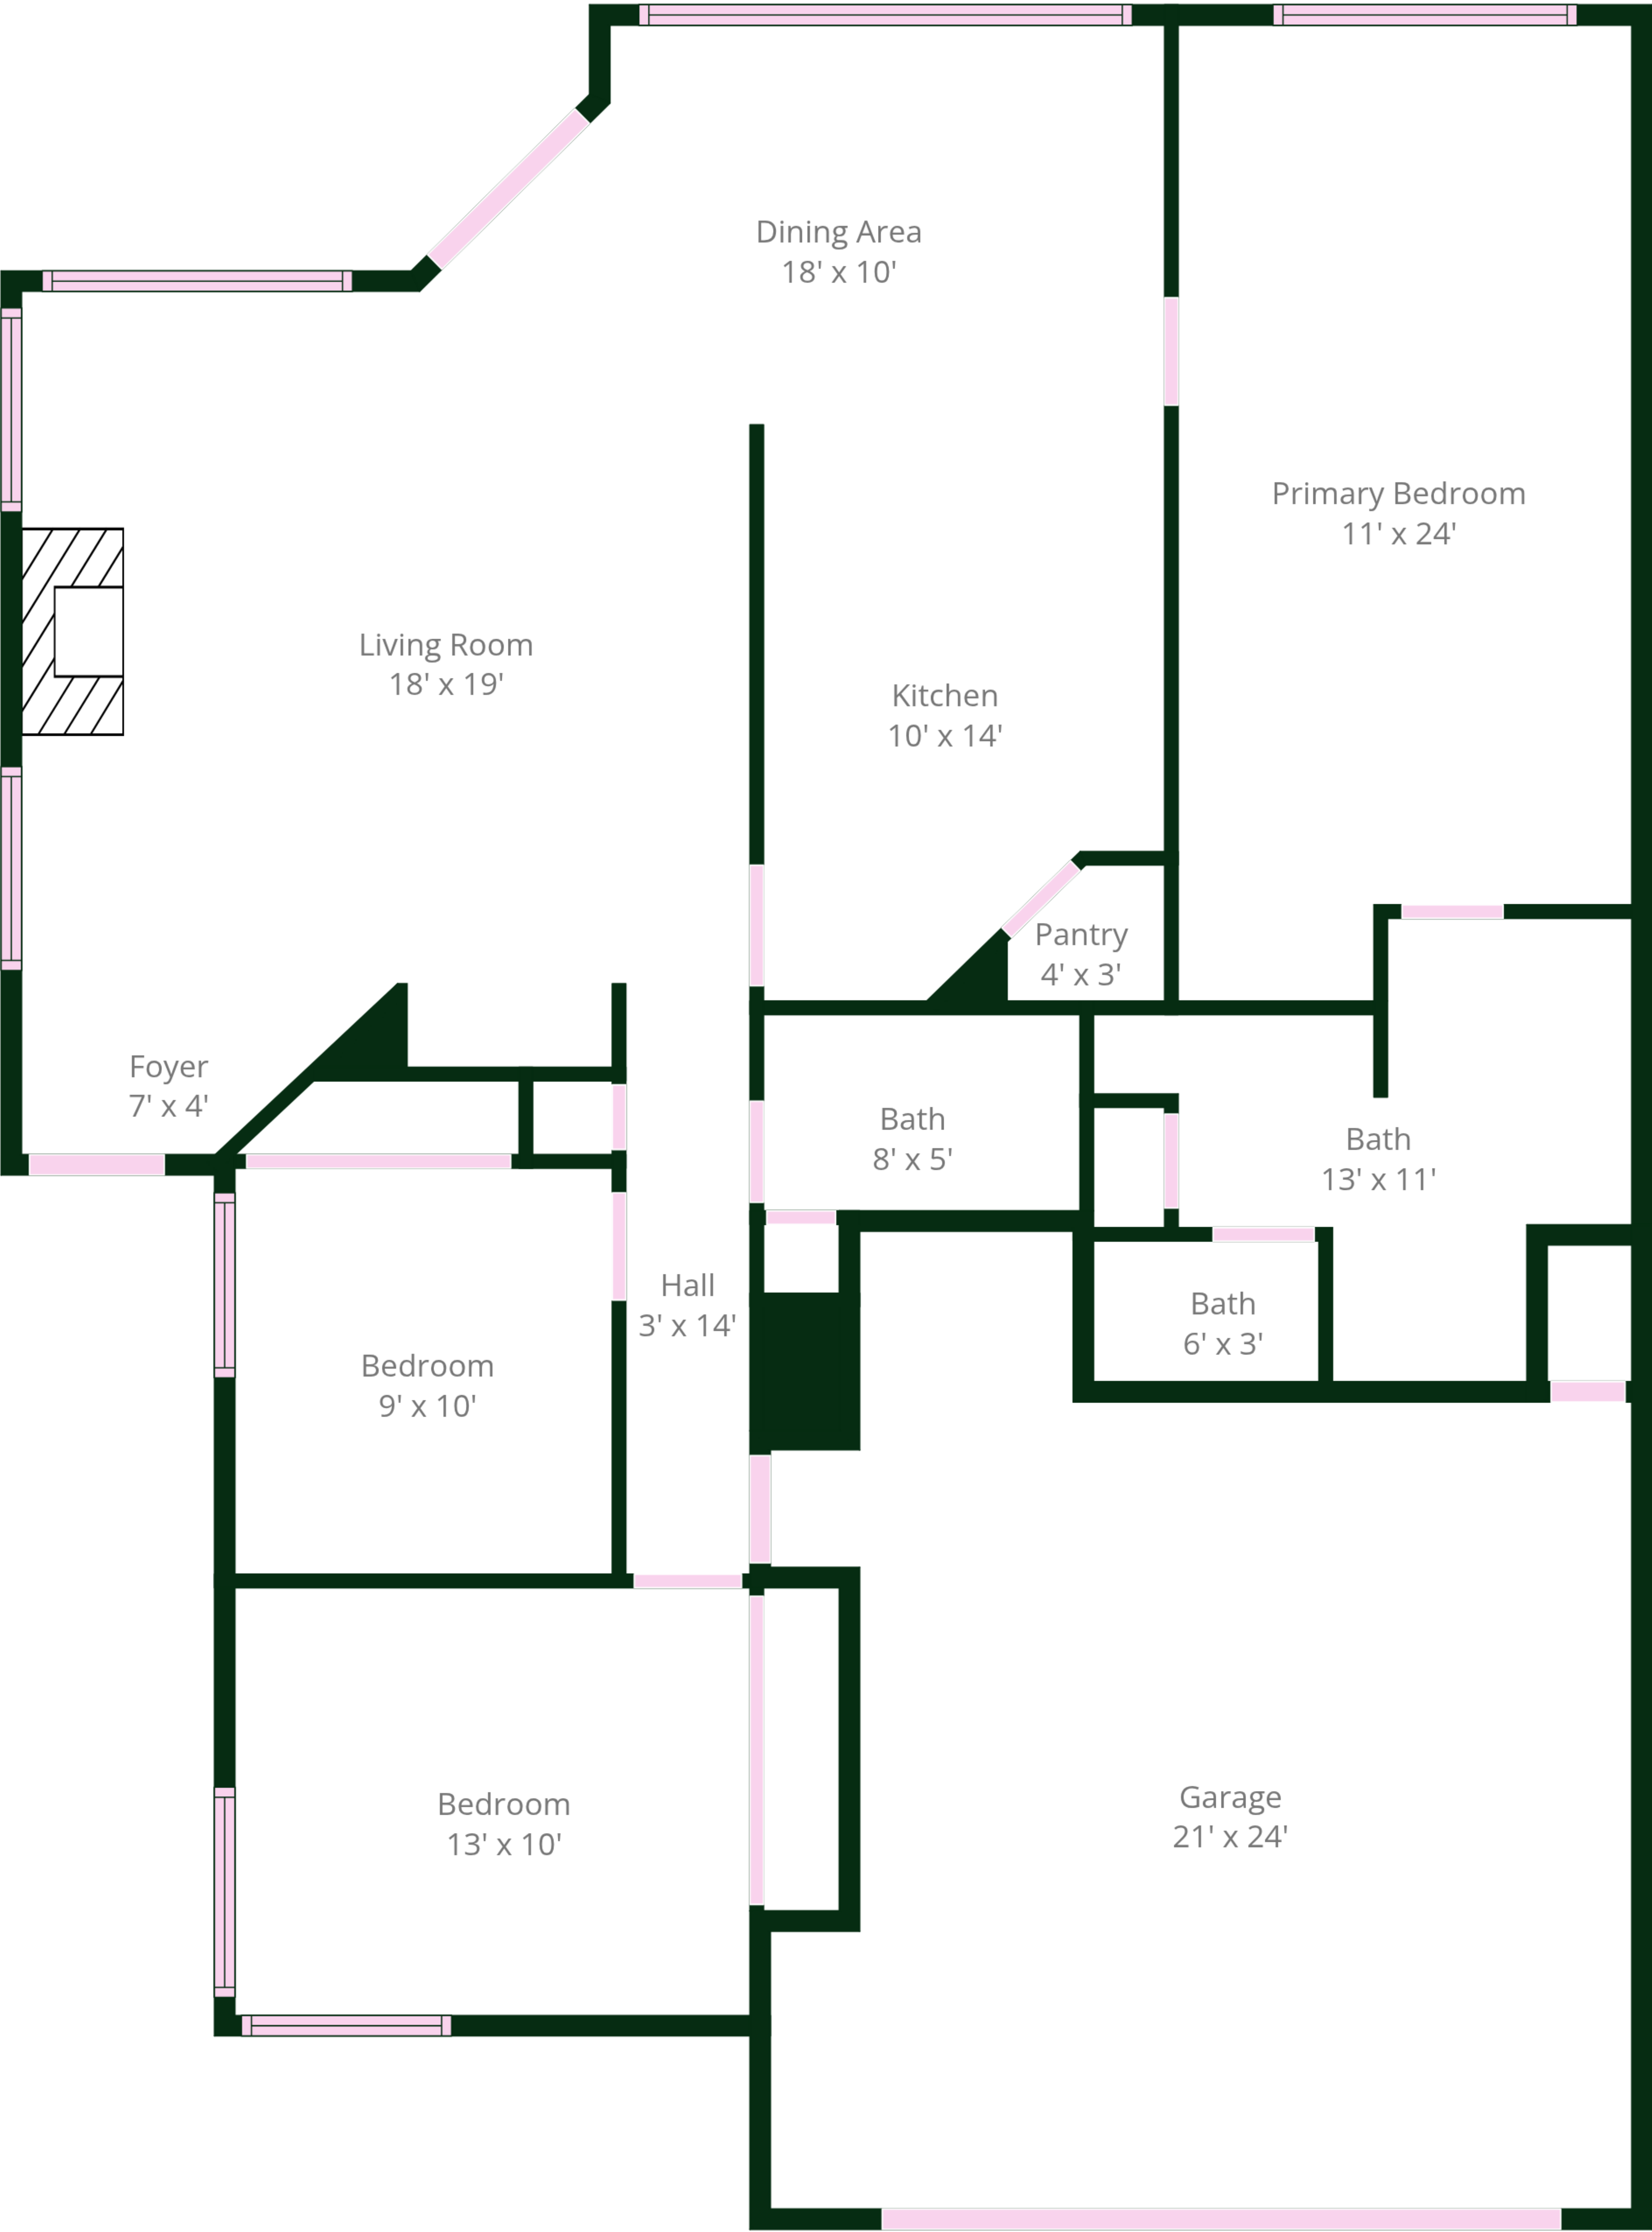 Dining Area
18' x 10'
Primary Bedroom
11' x 24'
Living Room
18' x 19'
Kitchen
10' x 14'
Pantry
4' x 3'
Foyer
7' x 4'
Bath
8' x 5'
Bath
13' x 11'
Hall
3' x 14'
Bath
6' x 3'
Bedroom
9' x 10'
Bedroom
13' x 10'
Garage
21' x 24'